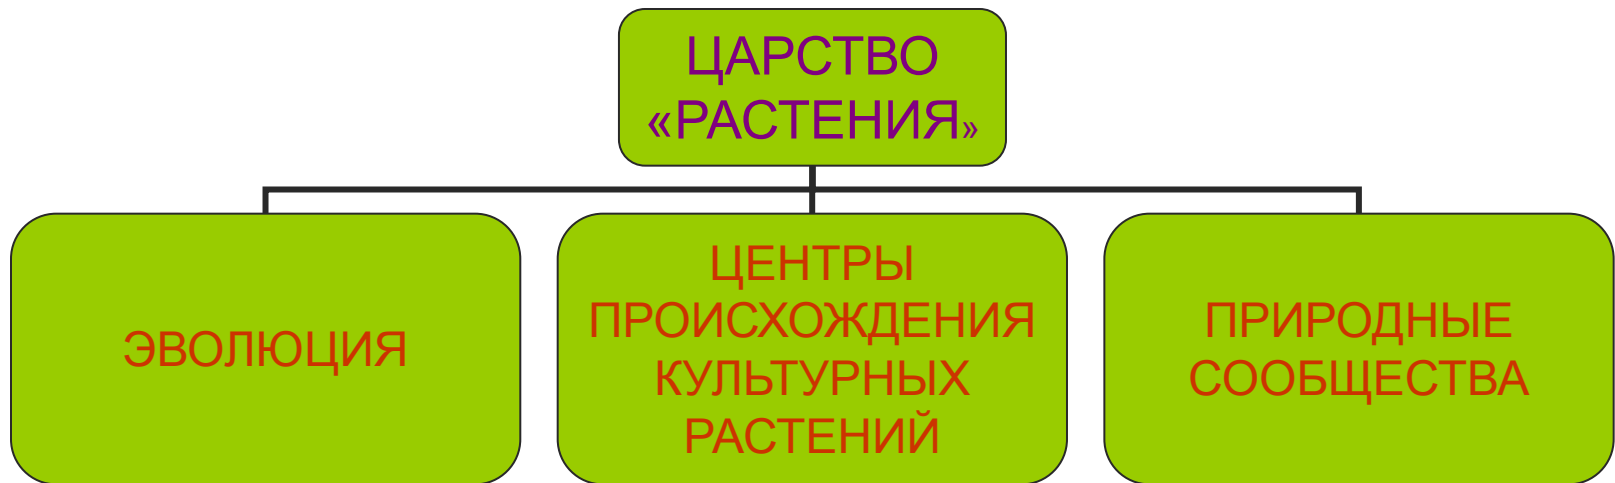 ЦАРСТВО
«РАСТЕНИЯ»
ЭВОЛЮЦИЯ
ЦЕНТРЫ
ПРОИСХОЖДЕНИЯ
КУЛЬТУРНЫХ
РАСТЕНИЙ
ПРИРОДНЫЕ
СООБЩЕСТВА